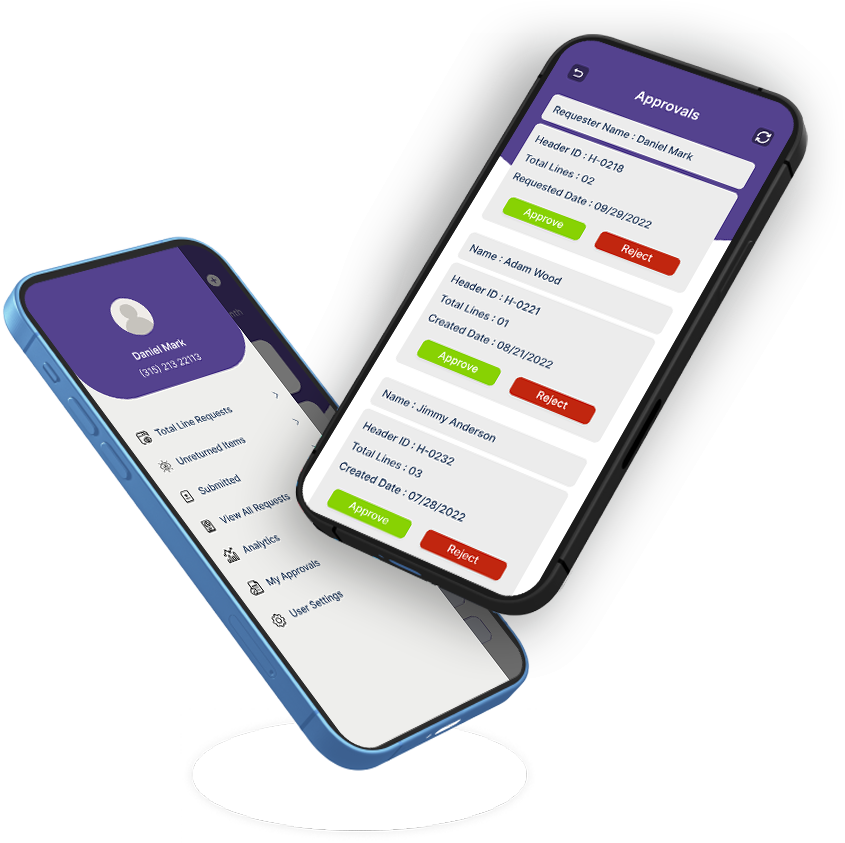 Approvals
Requester Name : Daniel Mark
Header ID : H-0218
Total Lines : 02
Requested Date : 09/29/2022
Approve
Reject
Name : Adam Wood
Header ID : H-0221
Total Lines : 01
Created Date : 08/21/2022
Approve
Reject
Name : Jimmy Anderson
Header ID : H-0232
Total Lines : 03
Created Date : 07/28/2022
Approve
Reject
Daniel Mark
(315) 213 22113
Total Line Requests
Unreturned Items
Submitted
View All Requests
Analytics
My Approvals
User Settings